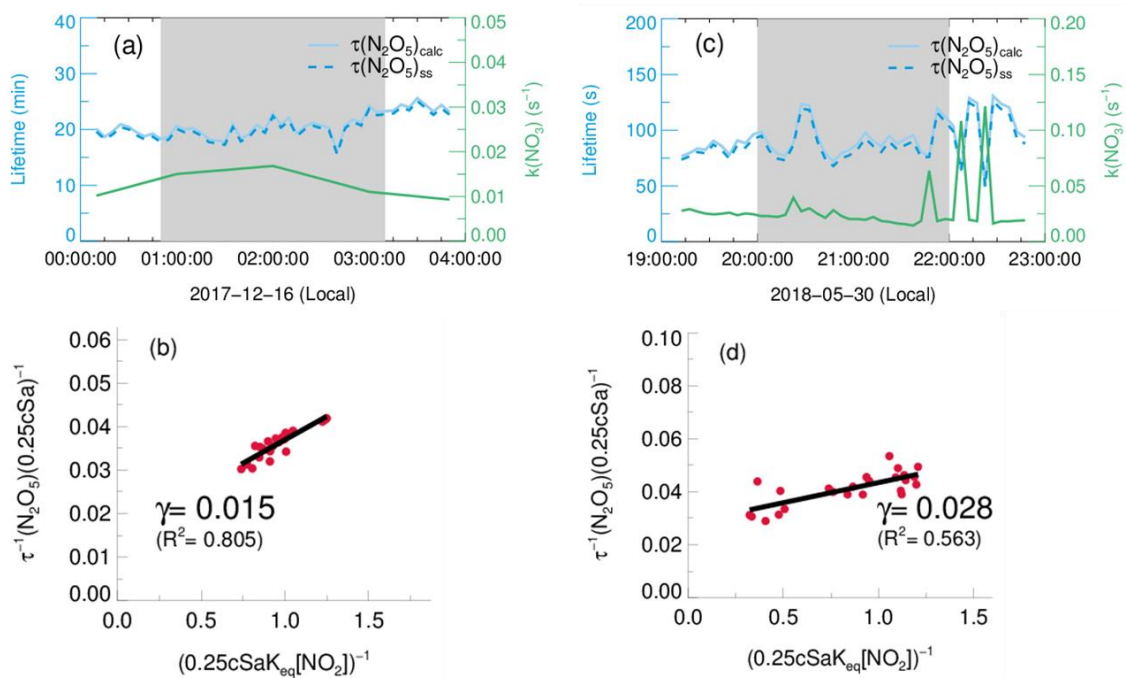 (a)
τ(N₂O₅)calc
τ(N₂O₅)ss
Lifetime (min)
40
30
20
10
0
k(NO₃) (s⁻¹)
0.05
0.04
0.03
0.02
0.01
0.00
00:00:00 01:00:00 02:00:00 03:00:00 04:00:00
2017−12−16 (Local)
(c)
τ(N₂O₅)calc
τ(N₂O₅)ss
Lifetime (s)
200
150
100
50
0
k(NO₃) (s⁻¹)
0.20
0.15
0.10
0.05
0.00
19:00:00 20:00:00 21:00:00 22:00:00 23:00:00
2018−05−30 (Local)
(b)
τ⁻¹(N₂O₅)(0.25cSa)⁻¹
0.06
0.05
0.04
0.03
0.02
0.01
0.00
γ= 0.015
(R²= 0.805)
0.0 0.5 1.0 1.5
(0.25cSaKeq[NO₂])⁻¹
(d)
τ⁻¹(N₂O₅)(0.25cSa)⁻¹
0.10
0.08
0.06
0.04
0.02
0.00
γ= 0.028
(R²= 0.563)
0.0 0.5 1.0 1.5
(0.25cSaKeq[NO₂])⁻¹